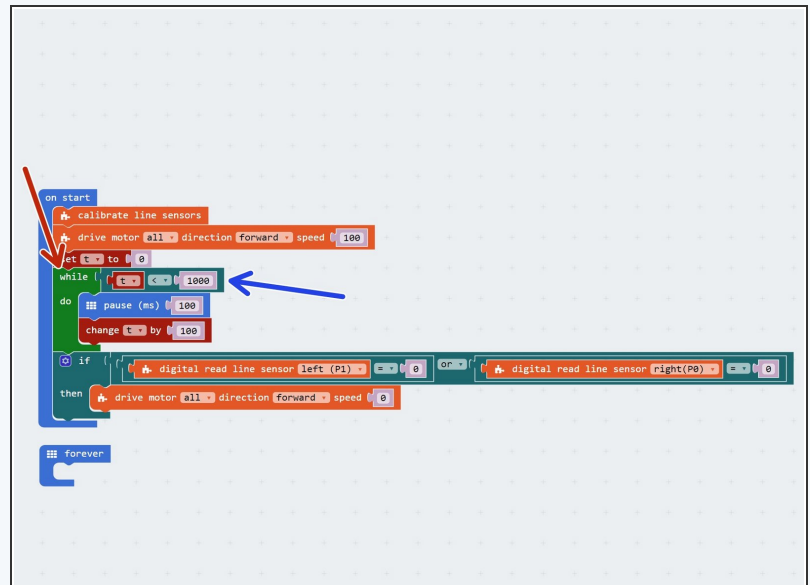 on start
calibrate line sensors
drive motor all direction forward speed 100
set t to 0
while t < 1000
do pause (ms) 100
change t by 100
if digital read line sensor left (P1) = 0 or digital read line sensor right(P0) = 0
then drive motor all direction forward speed 0
forever